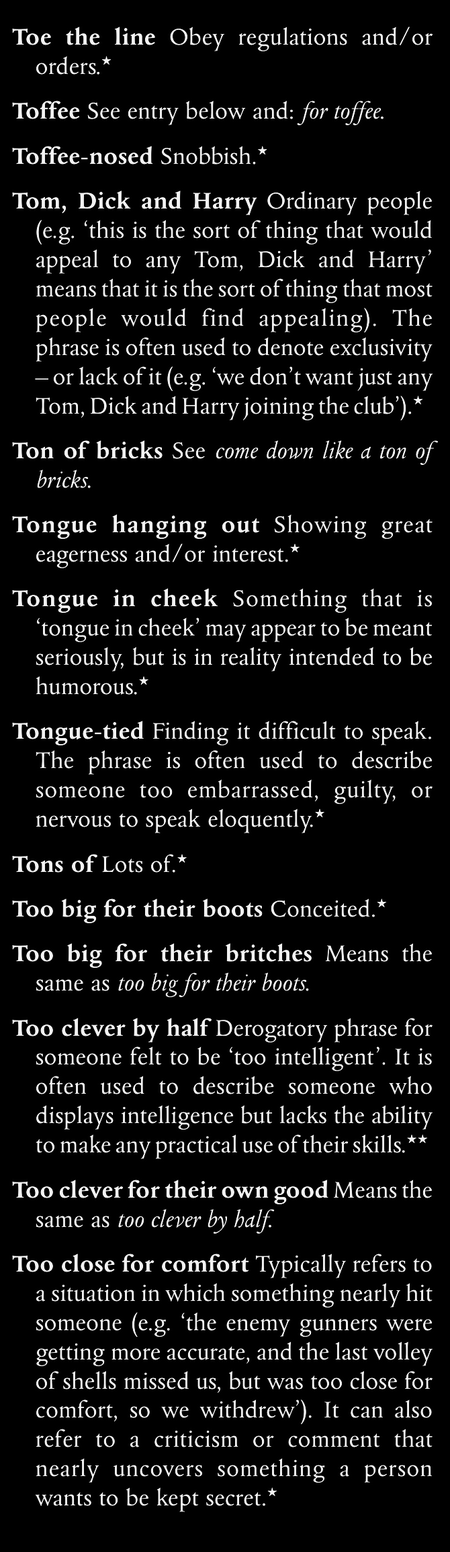 Toe the line Obey regulations and/or
orders.★
Toffee See entry below and: for toffee.
Toffee-nosed Snobbish.★
Tom, Dick and Harry Ordinary people
(e.g. ‘this is the sort of thing that would
appeal to any Tom, Dick and Harry’
means that it is the sort of thing that most
people would find appealing). The
phrase is often used to denote exclusivity
– or lack of it (e.g. ‘we don’t want just any
Tom, Dick and Harry joining the club’).★
Ton of bricks See come down like a ton of
bricks.
Tongue hanging out Showing great
eagerness and/or interest.★
Tongue in cheek Something that is
‘tongue in cheek’ may appear to be meant
seriously, but is in reality intended to be
humorous.★
Tongue-tied Finding it difficult to speak.
The phrase is often used to describe
someone too embarrassed, guilty, or
nervous to speak eloquently.★
Tons of Lots of.★
Too big for their boots Conceited.★
Too big for their britches Means the
same as too big for their boots.
Too clever by half Derogatory phrase for
someone felt to be ‘too intelligent’. It is
often used to describe someone who
displays intelligence but lacks the ability
to make any practical use of their skills.★★
Too clever for their own good Means the
same as too clever by half.
Too close for comfort Typically refers to
a situation in which something nearly hit
someone (e.g. ‘the enemy gunners were
getting more accurate, and the last volley
of shells missed us, but was too close for
comfort, so we withdrew’). It can also
refer to a criticism or comment that
nearly uncovers something a person
wants to be kept secret.★